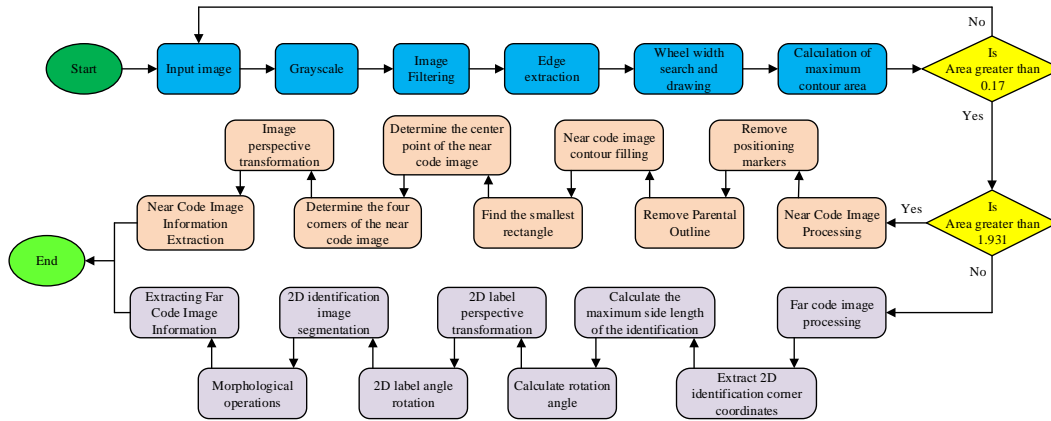 No
Start
Input image
Grayscale
Image
Filtering
Edge
extraction
Wheel width
search and
drawing
Calculation of
maximum
contour area
Is
Area greater than
0.17
Yes
Image
perspective
transformation
Determine the center
point of the near
code image
Near code image
contour filling
Remove
positioning
markers
Near Code Image
Information
Extraction
Determine the four
corners of the near
code image
Find the smallest
rectangle
Remove Parental
Outline
Near Code Image
Processing
Yes
Is
Area greater than
1.931
End
No
Extracting Far
Code Image
Information
2D identification
image
segmentation
2D label
perspective
transformation
Calculate the
maximum side length
of the identification
Far code image
processing
Morphological
operations
2D label angle
rotation
Calculate rotation
angle
Extract 2D
identification corner
coordinates